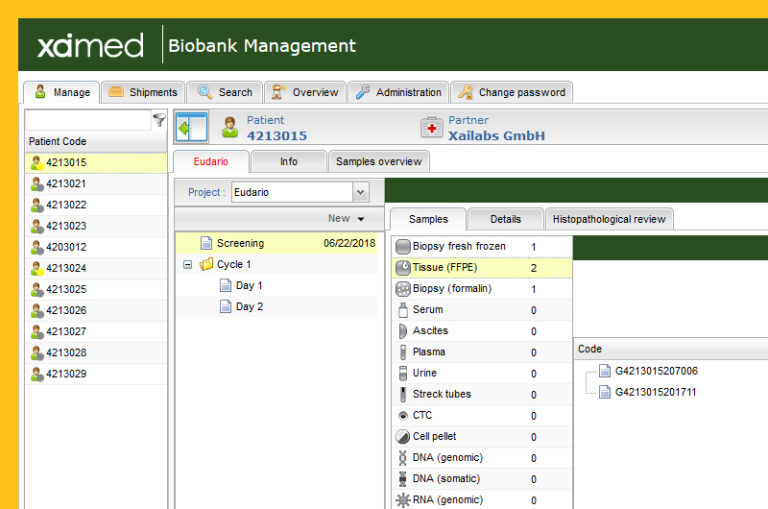 xaimed Biobank Management
Manage Shipments Search Overview Administration Change password
Patient
4213015
Partner
Xailabs GmbH
Patient Code
4213015
4213021
4213022
4213023
4203012
4213024
4213025
4213026
4213027
4213028
4213029
Eudario Info Samples overview
Project : Eudario
New
Screening 06/22/2018
Cycle 1
Day 1
Day 2
Samples Details Histopathological review
Biopsy fresh frozen 1
Tissue (FFPE) 2
Biopsy (formalin) 1
Serum 0
Ascites 0
Plasma 0
Urine 0
Streck tubes 0
CTC 0
Cell pellet 0
DNA (genomic) 0
DNA (somatic) 0
RNA (genomic) 0
Code
G4213015207006
G4213015201711